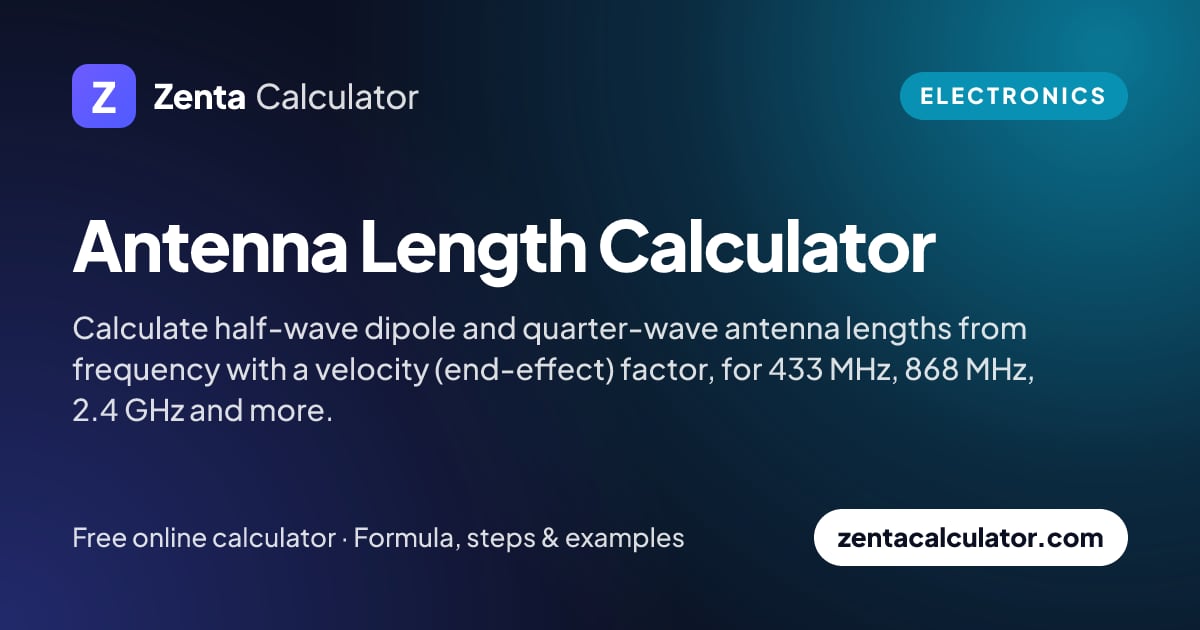 Z
Zenta Calculator
ELECTRONICS
Antenna Length Calculator
Calculate half-wave dipole and quarter-wave antenna lengths from
frequency with a velocity (end-effect) factor, for 433 MHz, 868 MHz,
2.4 GHz and more.
Free online calculator · Formula, steps & examples
zentacalculator.com